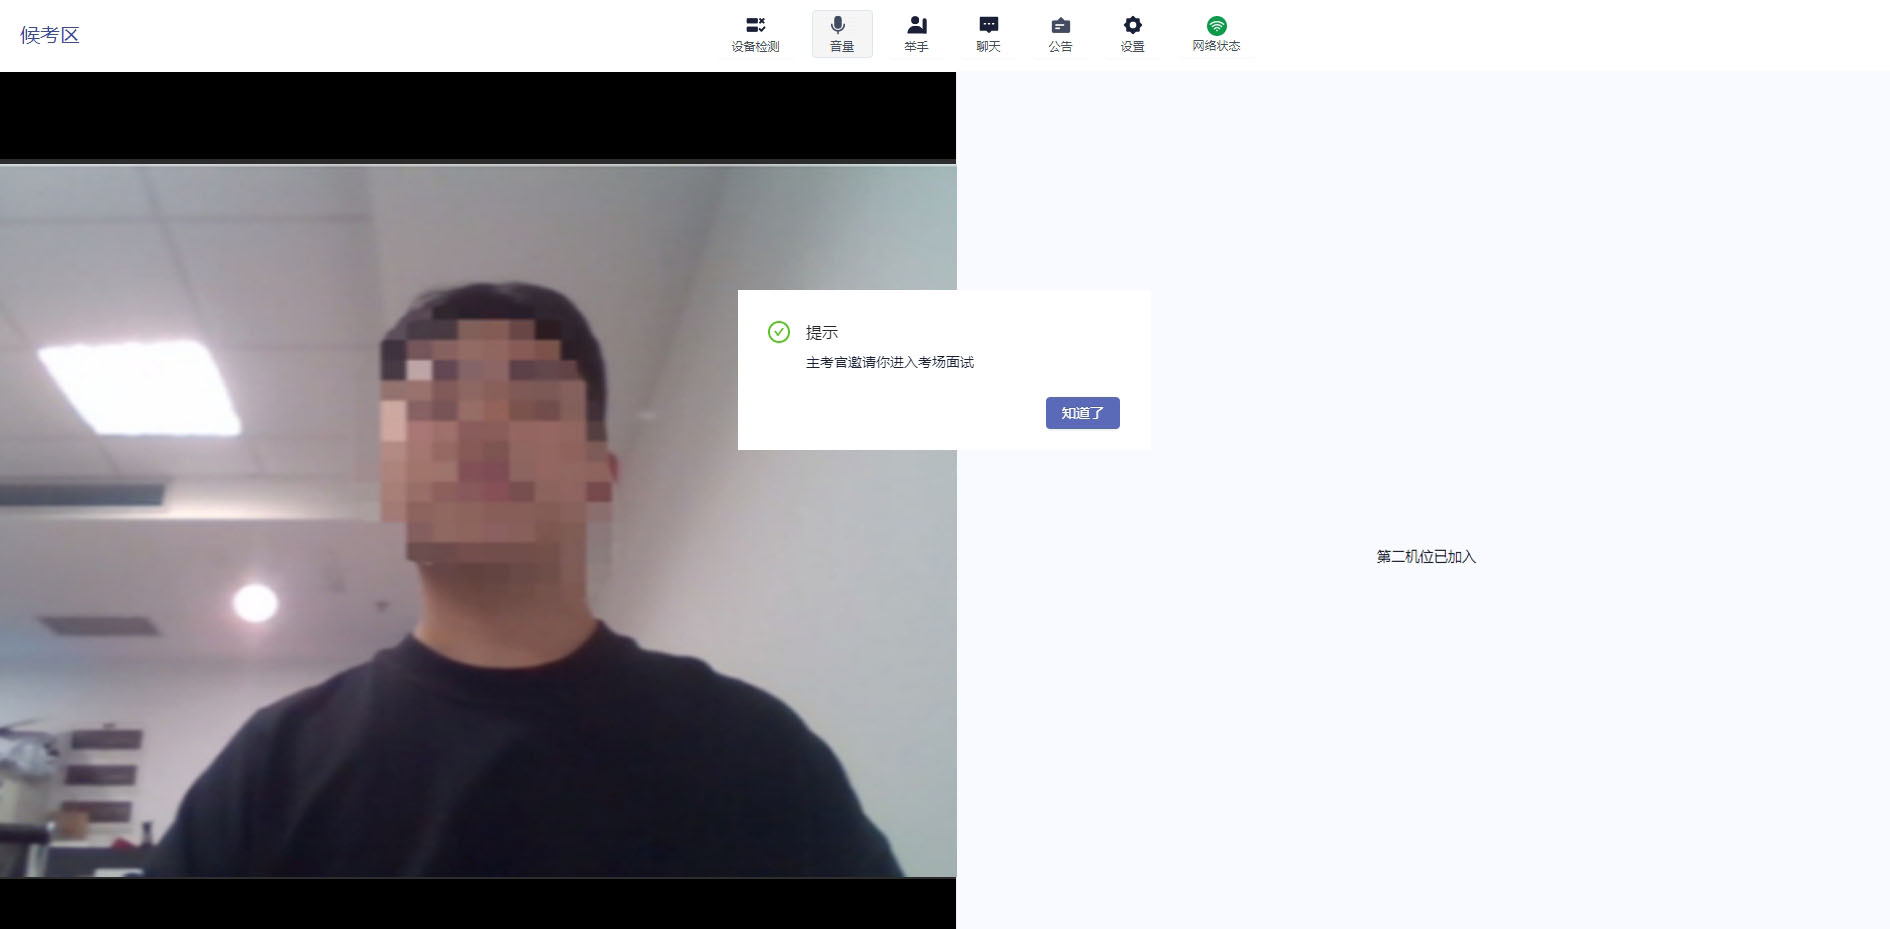 候考区
设备检测
音量
举手
聊天
公告
设置
网络状态
提示
主考官邀请你进入考场面试
知道了
第二机位已加入